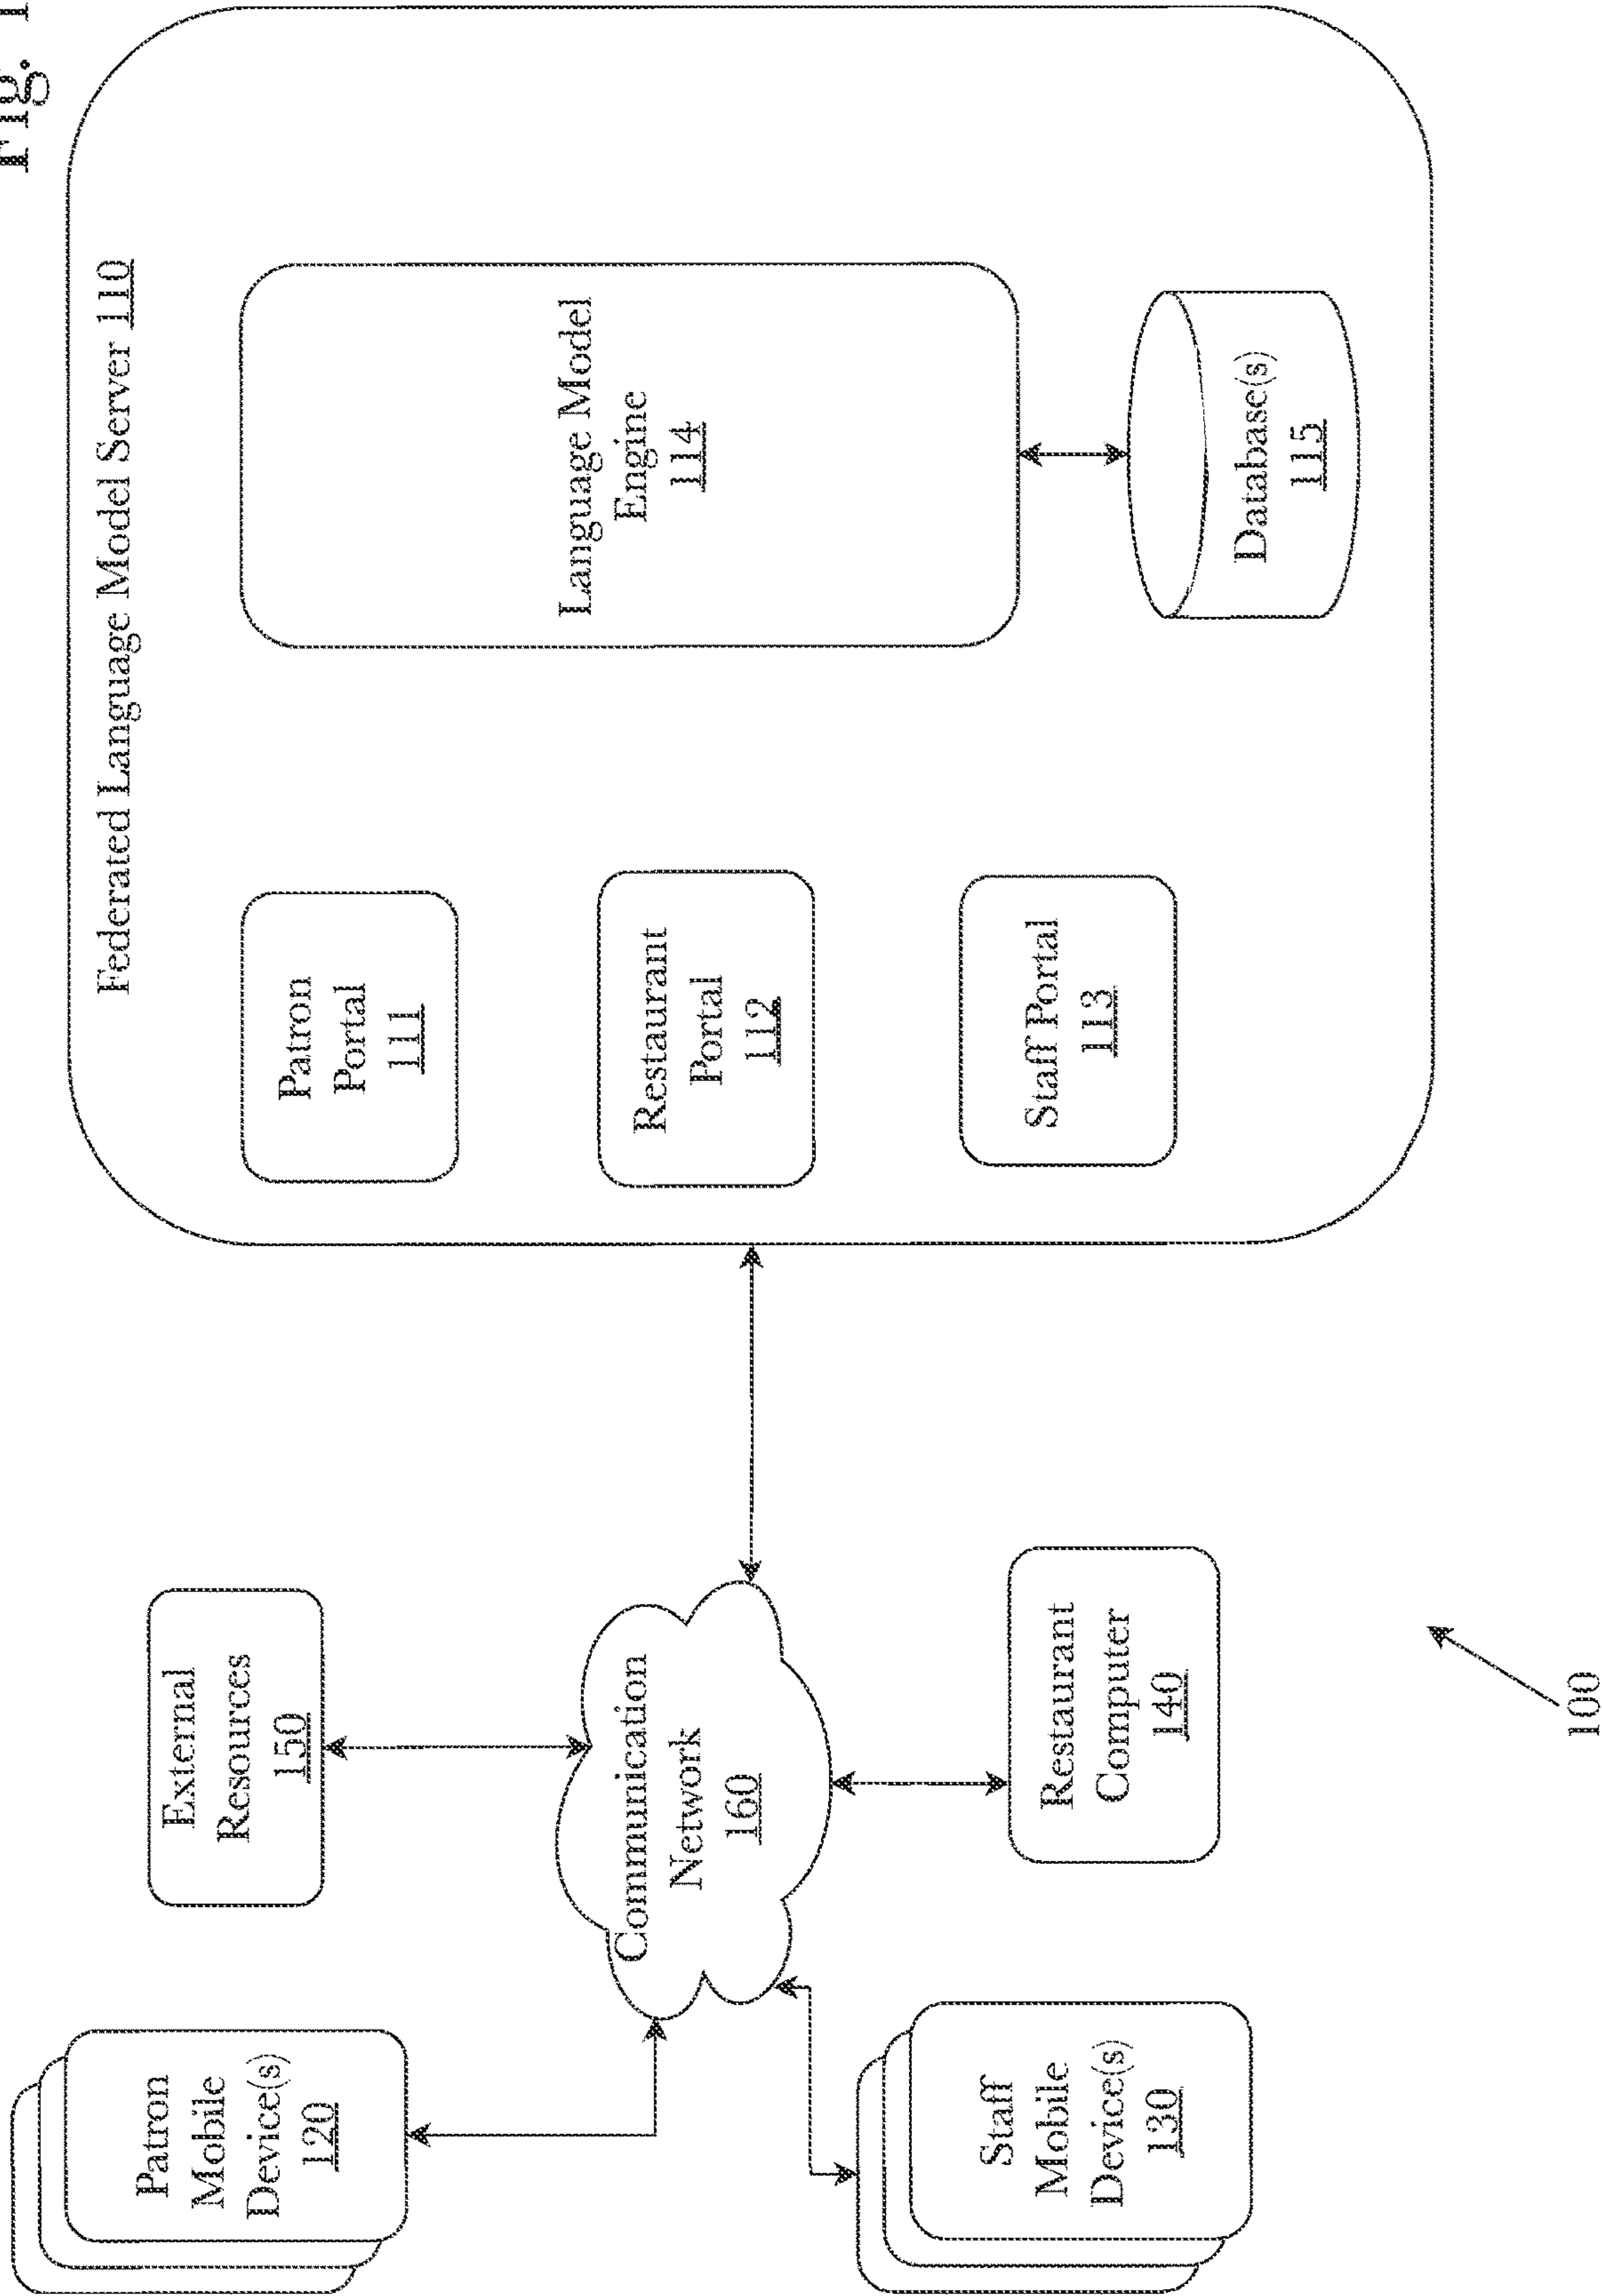 Fig. 1
Federated Language Model Server 110
Patron
Portal
111
Restaurant
Portal
112
Staff Portal
113
Language Model
Engine
114
Database(s)
115
External
Resources
150
Communication
Network
160
Restaurant
Computer
140
Patron
Mobile
Device(s)
120
Staff
Mobile
Device(s)
130
100